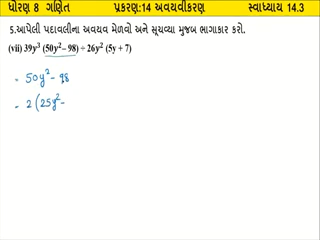 ધોરણ 8 ગણિત પ્રકરણ:14 અવયવીકરણ સ્વાધ્યાય 14.3
5.આપેલી પદાવલીના અવયવ મેળવો અને સૂચવ્યા મુજબ ભાગાકાર કરો.
(vii) 39y³ (50y² – 98) ÷ 26y² (5y + 7)
= 50y² – 98
= 2 ( 25y² –